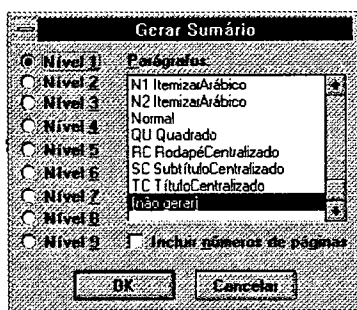 Gerar Sumário
Nível 1
Nível 2
Nível 3
Nível 4
Nível 5
Nível 6
Nível 7
Nível 8
Nível 9
Parágrafos:
N1 ItemizarArábico
N2 ItemizarArábico
Normal
QU Quadrado
RC RodapéCentralizado
SC SubtítuloCentralizado
TC TítuloCentralizado
(não gerar)
Incluir números de páginas
OK
Cancelar